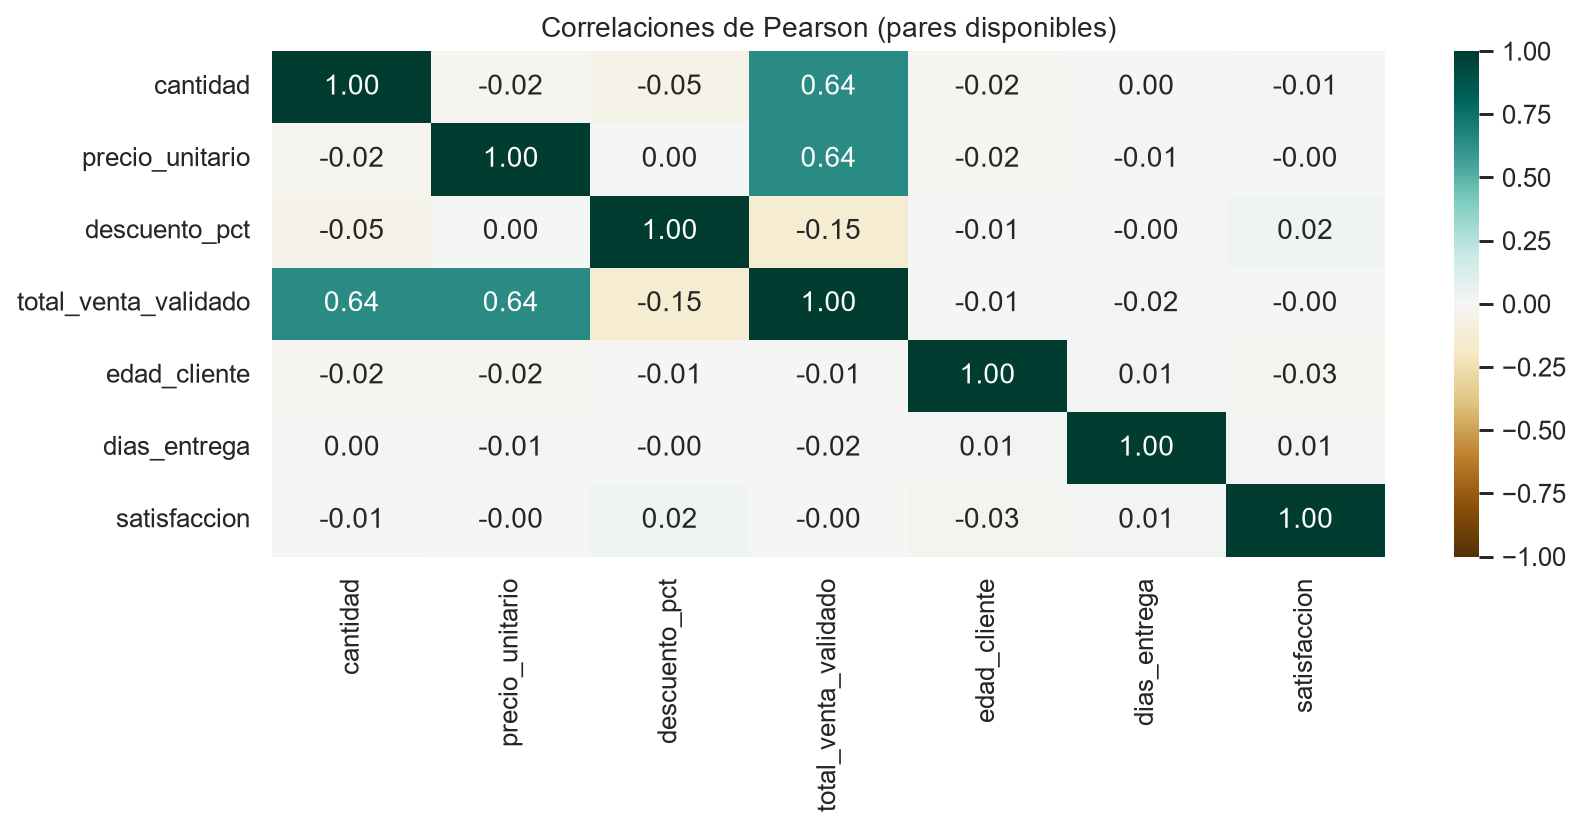 Correlaciones de Pearson (pares disponibles)
cantidad 1.00 -0.02 -0.05 0.64 -0.02 0.00 -0.01
precio_unitario -0.02 1.00 0.00 0.64 -0.02 -0.01 -0.00
descuento_pct -0.05 0.00 1.00 -0.15 -0.01 -0.00 0.02
total_venta_validado 0.64 0.64 -0.15 1.00 -0.01 -0.02 -0.00
edad_cliente -0.02 -0.02 -0.01 -0.01 1.00 0.01 -0.03
dias_entrega 0.00 -0.01 -0.00 -0.02 0.01 1.00 0.01
satisfaccion -0.01 -0.00 0.02 -0.00 -0.03 0.01 1.00
cantidad
precio_unitario
descuento_pct
total_venta_validado
edad_cliente
dias_entrega
satisfaccion
1.00
0.75
0.50
0.25
0.00
−0.25
−0.50
−0.75
−1.00